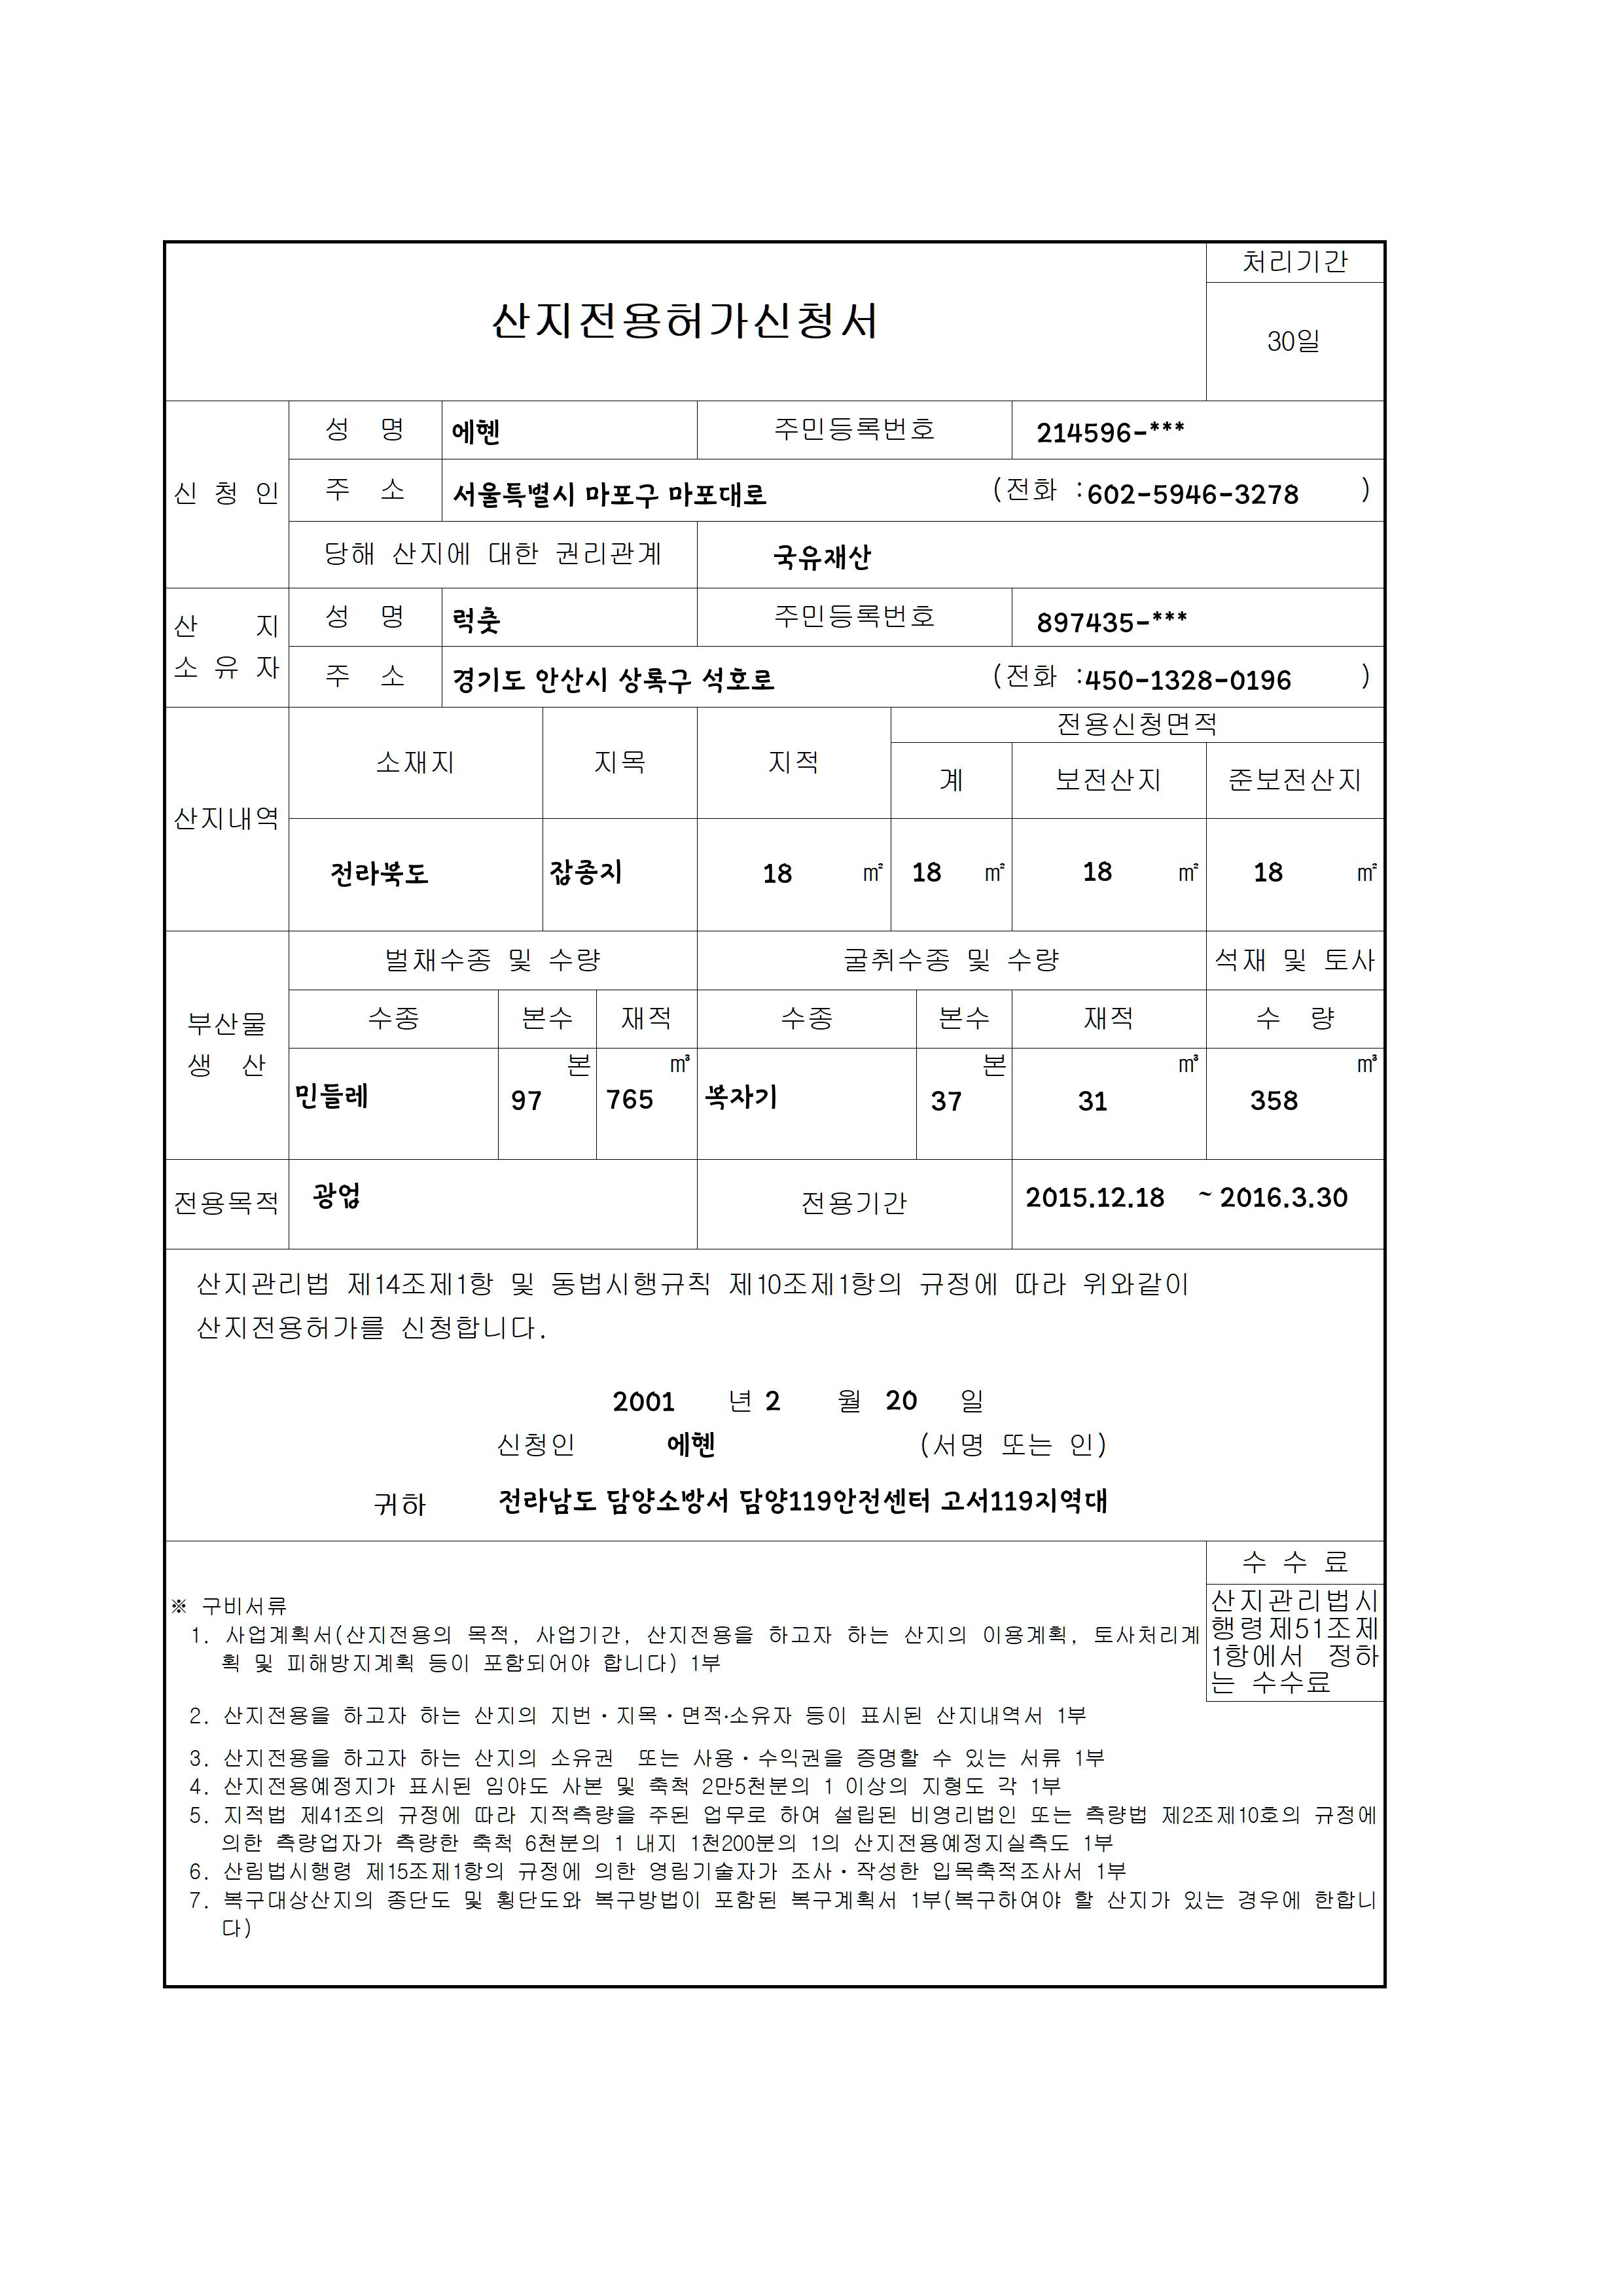 처리기간
산지전용허가신청서
30일
신 청 인
성 명 에헨 주민등록번호 214596-***
주 소 서울특별시 마포구 마포대로 (전화 :602-5946-3278 )
당해 산지에 대한 권리관계 국유재산
산 지
소 유 자
성 명 럭춧 주민등록번호 897435-***
주 소 경기도 안산시 상록구 석호로 (전화 :450-1328-0196 )
산지내역
소재지 지목 지적 전용신청면적
계 보전산지 준보전산지
전라북도 잡종지 18 ㎡ 18 ㎡ 18 ㎡ 18 ㎡
부산물
생 산
벌채수종 및 수량 굴취수종 및 수량 석재 및 토사
수종 본수 재적 수종 본수 재적 수 량
본 ㎥ 본 ㎥ ㎥
민들레 97 765 복자기 37 31 358
전용목적 광업 전용기간 2015.12.18 ~ 2016.3.30
산지관리법 제14조제1항 및 동법시행규칙 제10조제1항의 규정에 따라 위와같이
산지전용허가를 신청합니다.
2001 년 2 월 20 일
신청인 에헨 (서명 또는 인)
귀하 전라남도 담양소방서 담양119안전센터 고서119지역대
수 수 료
산지관리법시
행령제51조제
1항에서 정하
는 수수료
※ 구비서류
1. 사업계획서(산지전용의 목적, 사업기간, 산지전용을 하고자 하는 산지의 이용계획, 토사처리계
획 및 피해방지계획 등이 포함되어야 합니다) 1부
2. 산지전용을 하고자 하는 산지의 지번·지목·면적·소유자 등이 표시된 산지내역서 1부
3. 산지전용을 하고자 하는 산지의 소유권 또는 사용·수익권을 증명할 수 있는 서류 1부
4. 산지전용예정지가 표시된 임야도 사본 및 축척 2만5천분의 1 이상의 지형도 각 1부
5. 지적법 제41조의 규정에 따라 지적측량을 주된 업무로 하여 설립된 비영리법인 또는 측량법 제2조제10호의 규정에
의한 측량업자가 측량한 축척 6천분의 1 내지 1천200분의 1의 산지전용예정지실측도 1부
6. 산림법시행령 제15조제1항의 규정에 의한 영림기술자가 조사·작성한 입목축적조사서 1부
7. 복구대상산지의 종단도 및 횡단도와 복구방법이 포함된 복구계획서 1부(복구하여야 할 산지가 있는 경우에 한합니
다)